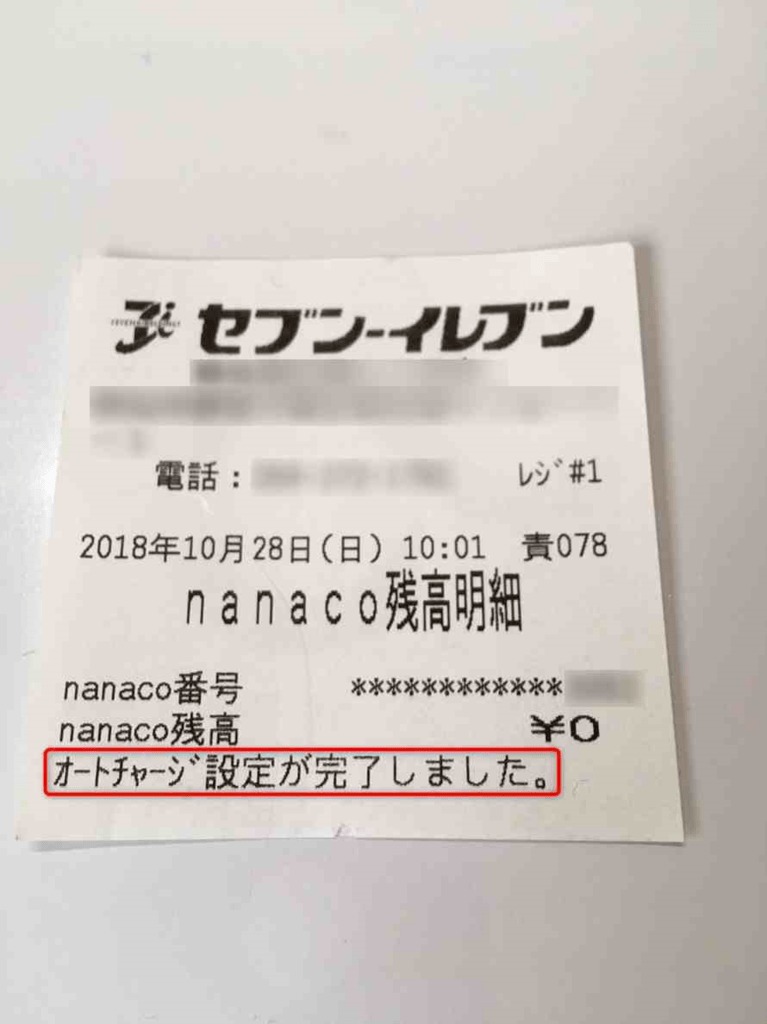 セブン-イレブン
電話:
レジ#1
2018年10月28日(日) 10:01 責078
nanaco残高明細
nanaco番号 ************
nanaco残高 ¥0
オートチャージ設定が完了しました。